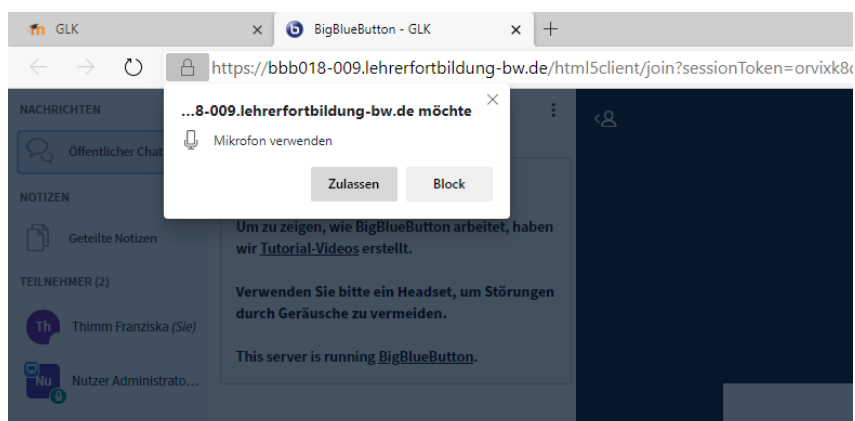 GLK
BigBlueButton - GLK
https://bbb018-009.lehrerfortbildung-bw.de/html5client/join?sessionToken=orvixk8
NACHRICHTEN
...8-009.lehrerfortbildung-bw.de möchte
Öffentlicher Chat
Mikrofon verwenden
Zulassen
Block
NOTIZEN
Geteilte Notizen
Um zu zeigen, wie BigBlueButton arbeitet, haben
wir Tutorial-Videos erstellt.
TEILNEHMER (2)
Verwenden Sie bitte ein Headset, um Störungen
durch Geräusche zu vermeiden.
Th
Thimm Franziska (Sie)
This server is running BigBlueButton.
Nu
Nutzer Administrato...